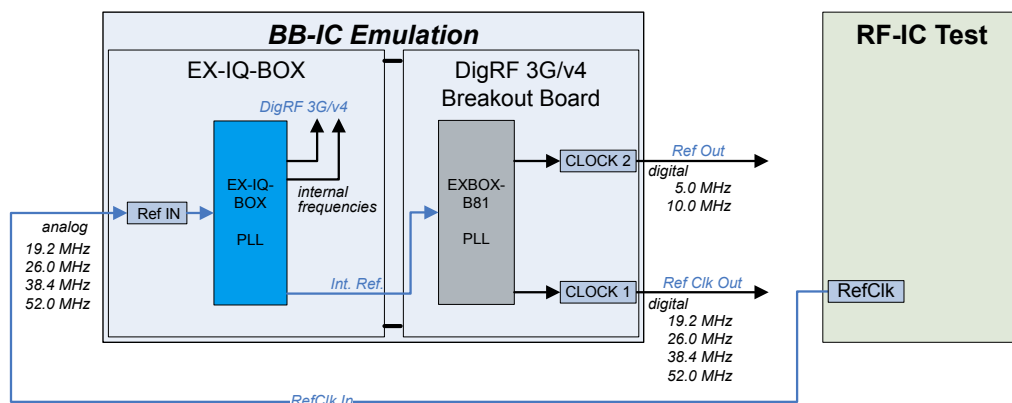 BB-IC Emulation
RF-IC Test
EX-IQ-BOX
DigRF 3G/v4
Breakout Board
DigRF 3G/v4
EX-IQ-
BOX
PLL
internal
frequencies
Ref IN
analog
19.2 MHz
26.0 MHz
38.4 MHz
52.0 MHz
Int. Ref.
EXBOX-
B81
PLL
CLOCK 2
Ref Out
digital
5.0 MHz
10.0 MHz
CLOCK 1
Ref Clk Out
digital
19.2 MHz
26.0 MHz
38.4 MHz
52.0 MHz
RefClk
RefClk In